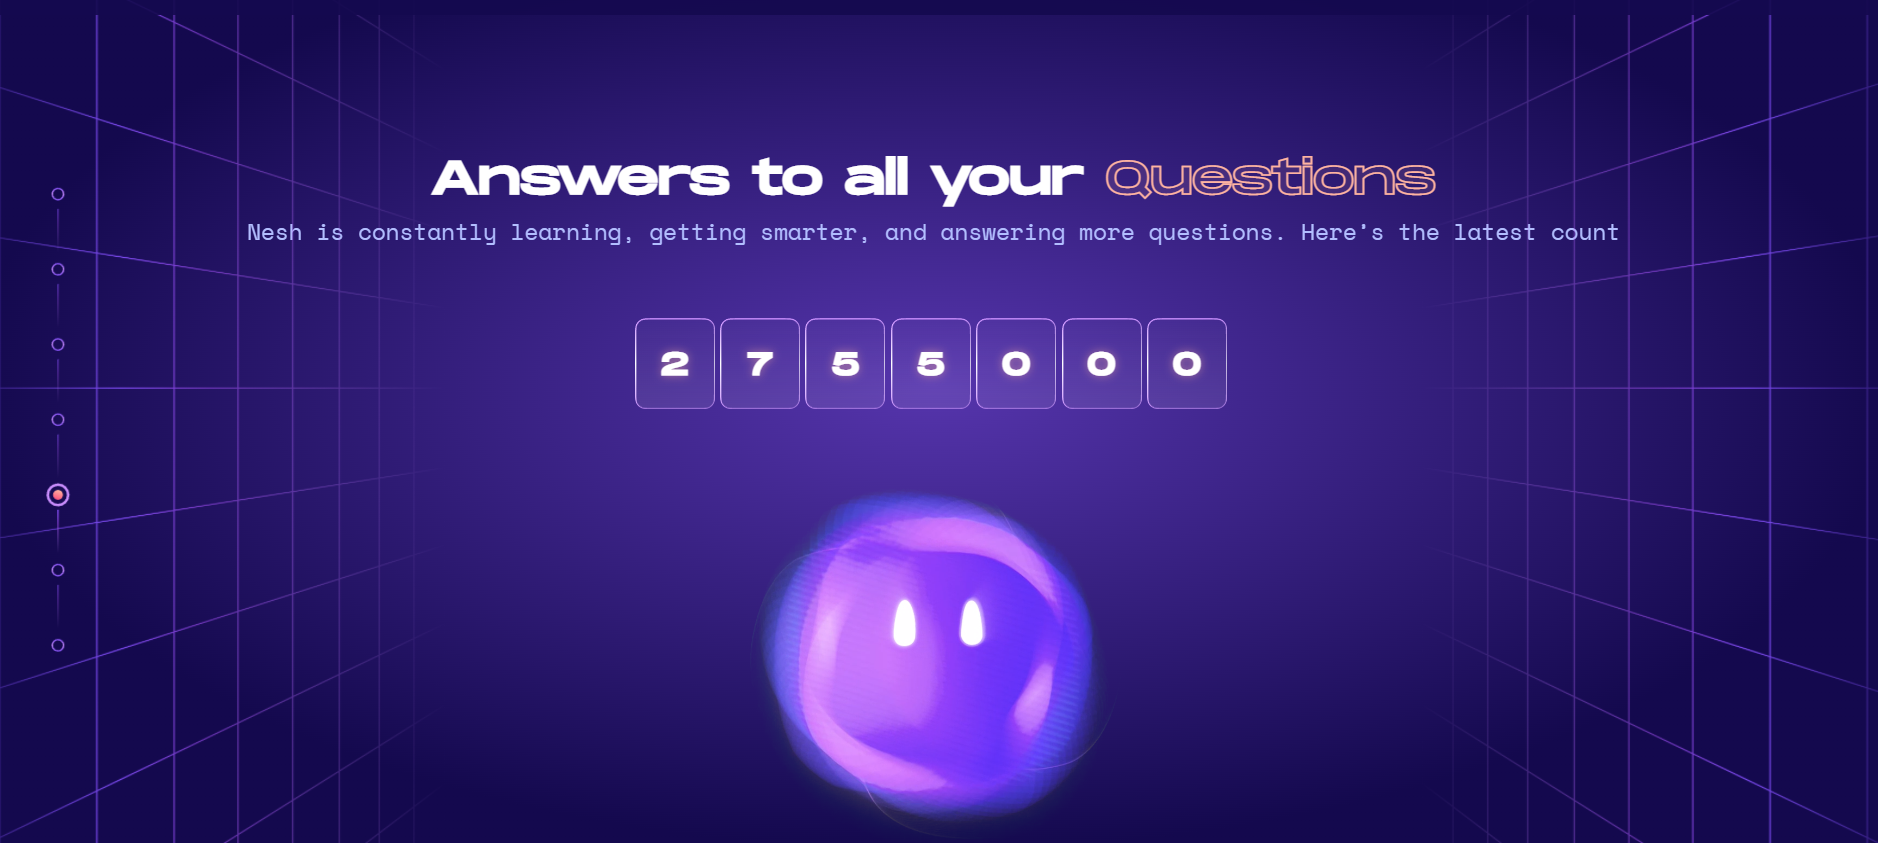 Answers to all your Questions
Nesh is constantly learning, getting smarter, and answering more questions. Here's the latest count
2 7 5 5 0 0 0